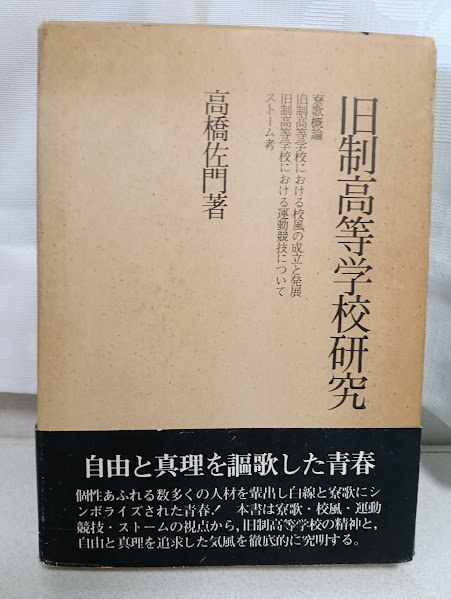 旧制高等学校研究
寮歌概論
旧制高等学校における校風の成立と発展
旧制高等学校における運動競技について
ストーム考
高橋佐門著
自由と真理を謳歌した青春
個性あふれる数多くの人材を輩出し白線と寮歌にシ
ンボライズされた青春！　本書は寮歌・校風・運動
競技・ストームの視点から，旧制高等学校の精神と，
自由と真理を追求した気風を徹底的に究明する。